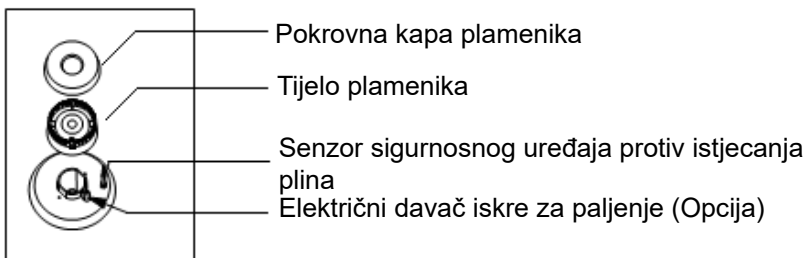 Pokrovna kapa plamenika
Tijelo plamenika
Senzor sigurnosnog uređaja protiv istjecanja
plina
Električni davač iskre za paljenje (Opcija)